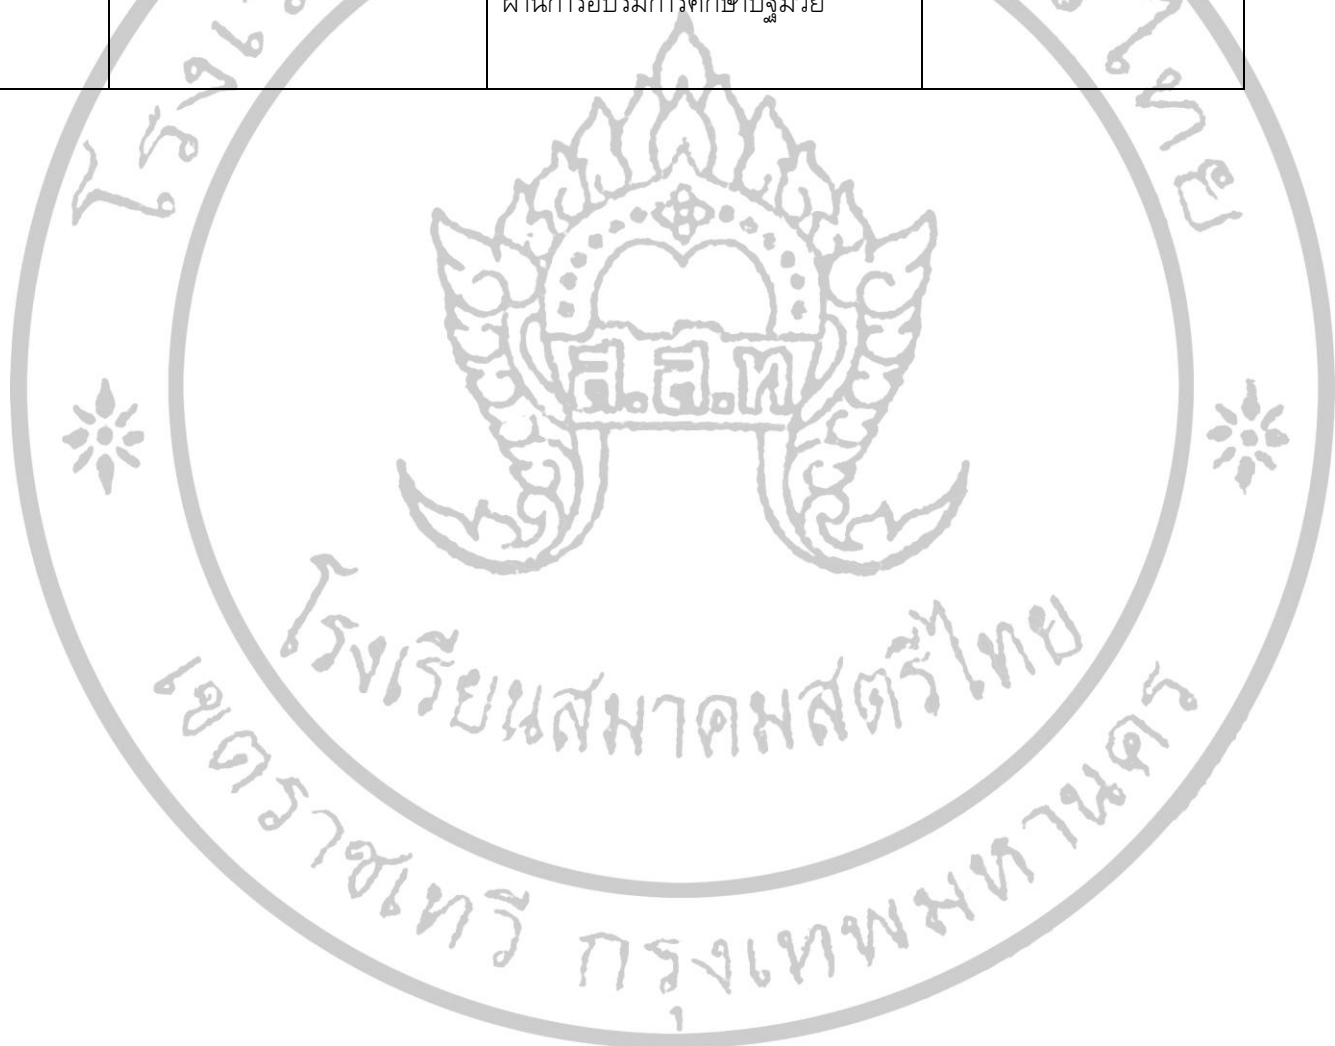 ผ่านการอบรมการศึกษาปฐมวัย
ส.ส.ท
โรงเรียนสมาคมสตรีไทย
เขตราชเทวี กรุงเทพมหานคร